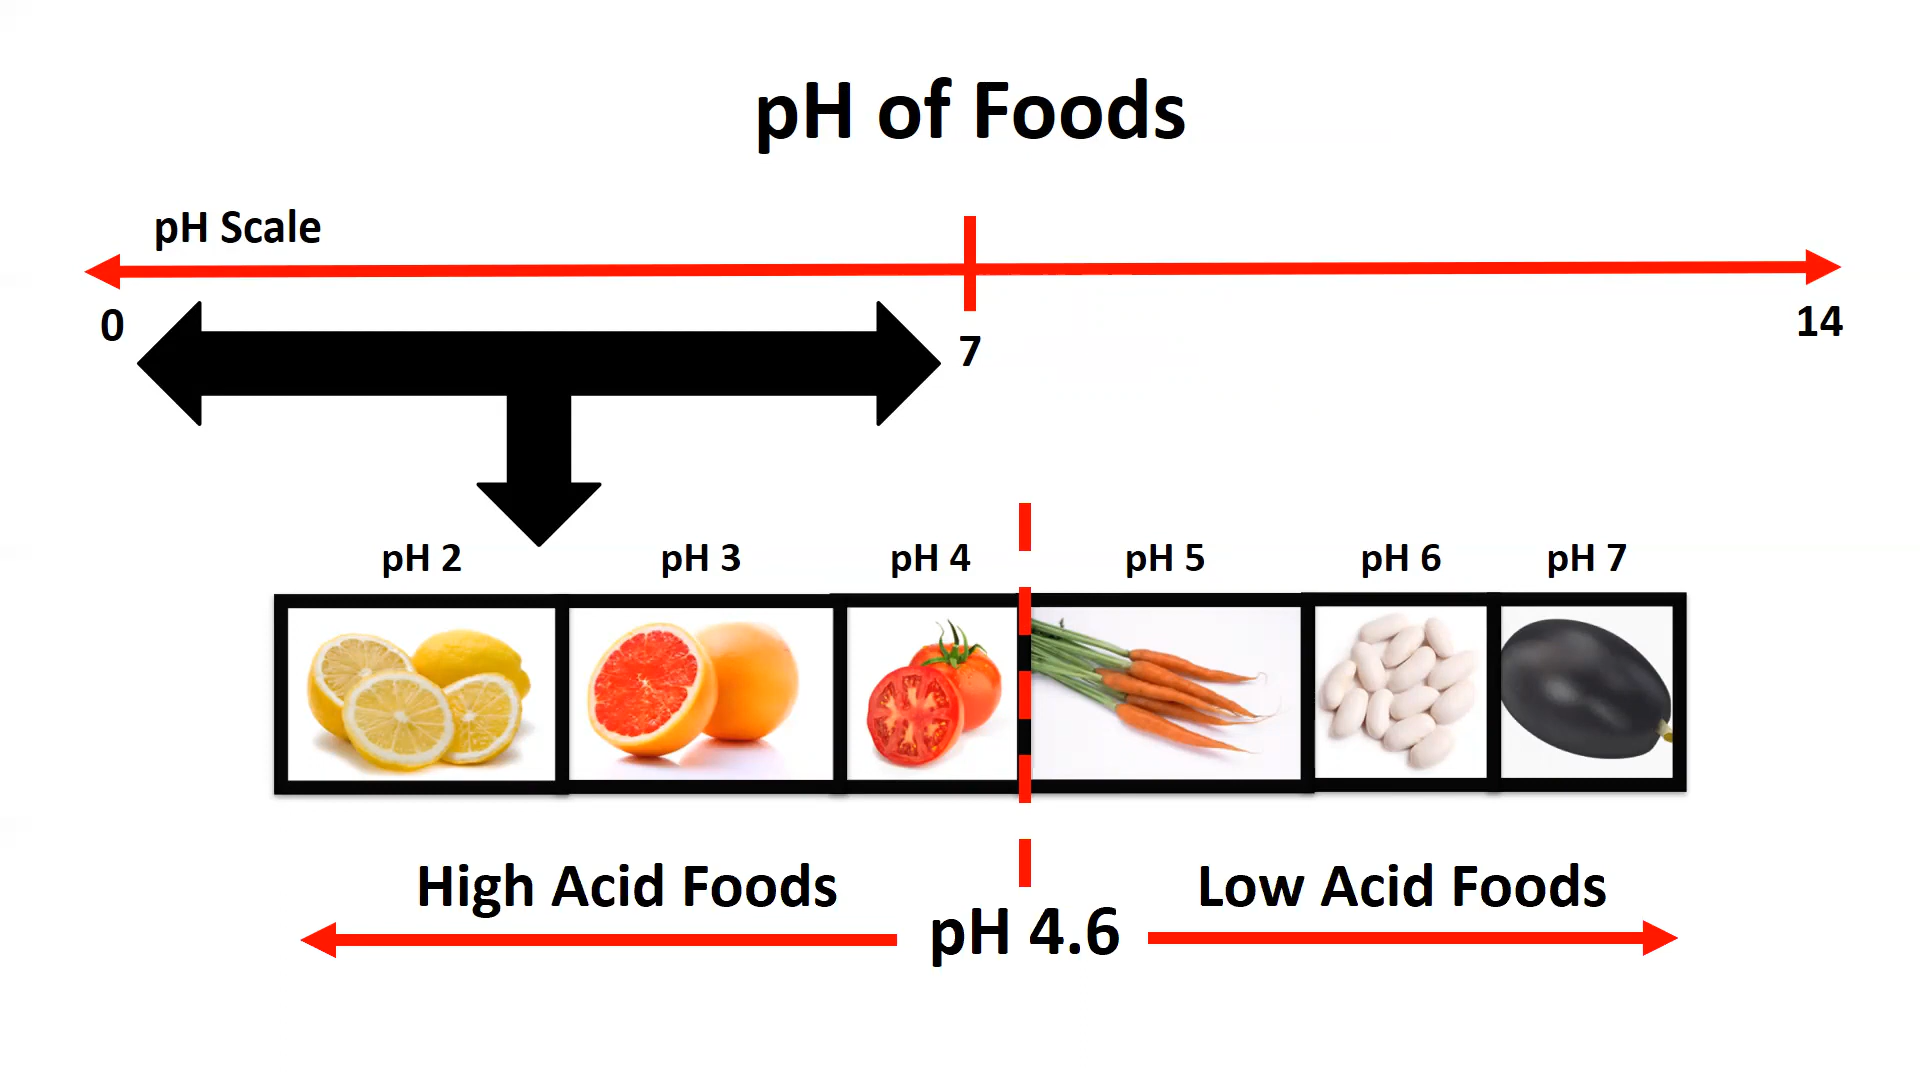 pH of Foods
pH Scale
0
7
14
pH 2
pH 3
pH 4
pH 5
pH 6
pH 7
High Acid Foods
pH 4.6
Low Acid Foods